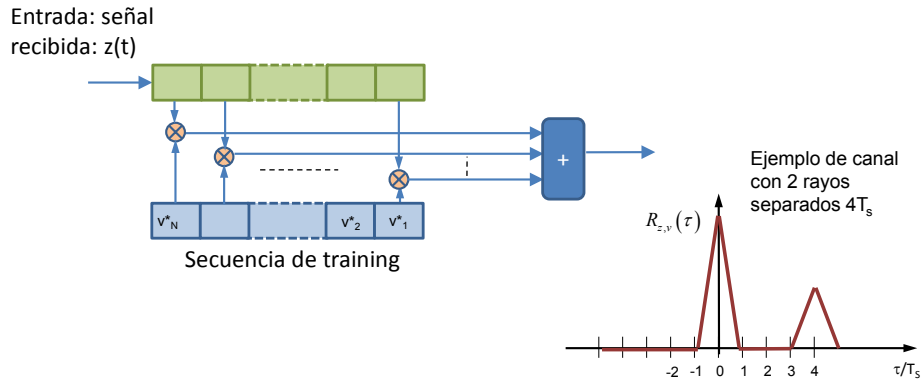 Entrada: señal
recibida: z(t)
+
v*N
v*2
v*1
Secuencia de training
Ejemplo de canal
con 2 rayos
separados 4Ts
Rz,v(τ)
-2 -1 0 1 2 3 4
τ/Ts